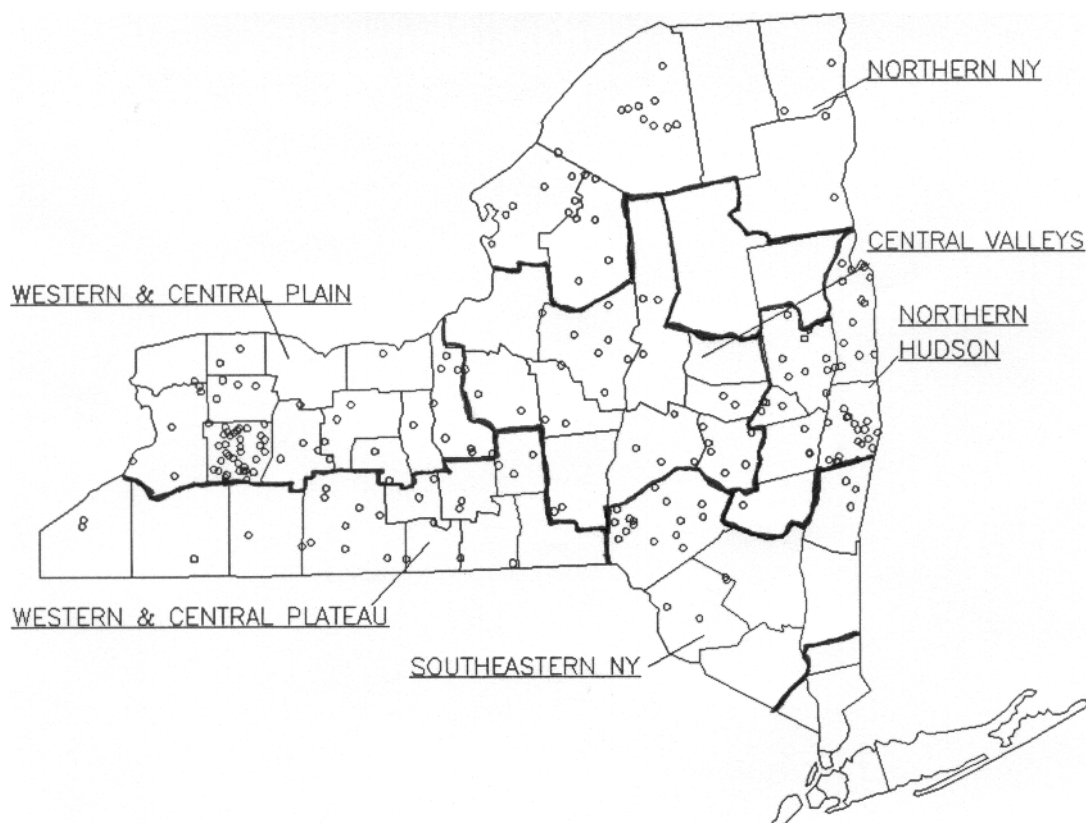 NORTHERN NY
CENTRAL VALLEYS
WESTERN & CENTRAL PLAIN
NORTHERN
HUDSON
WESTERN & CENTRAL PLATEAU
SOUTHEASTERN NY